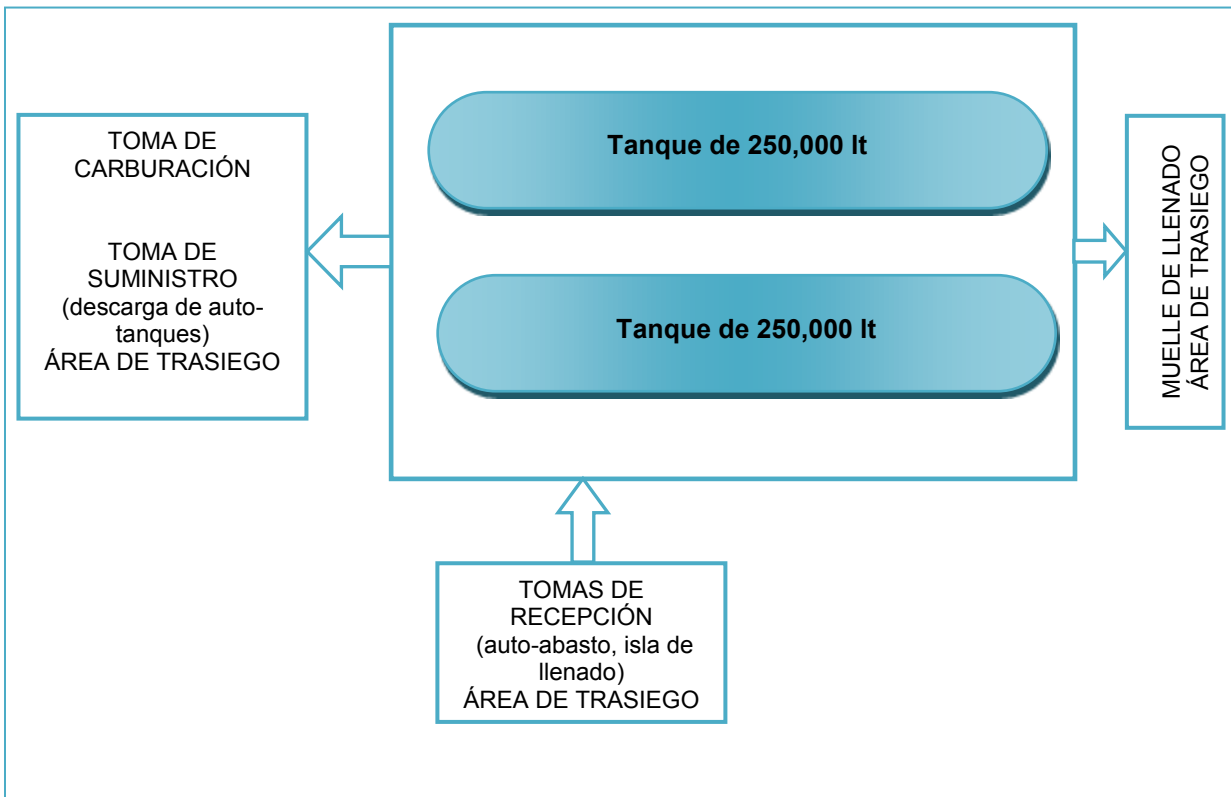 Tanque de 250,000 lt
Tanque de 250,000 lt
TOMA DE
CARBURACIÓN
TOMA DE
SUMINISTRO
(descarga de auto-
tanques)
ÁREA DE TRASIEGO
MUELLE DE LLENADO
ÁREA DE TRASIEGO
TOMAS DE
RECEPCIÓN
(auto-abasto, isla de
llenado)
ÁREA DE TRASIEGO